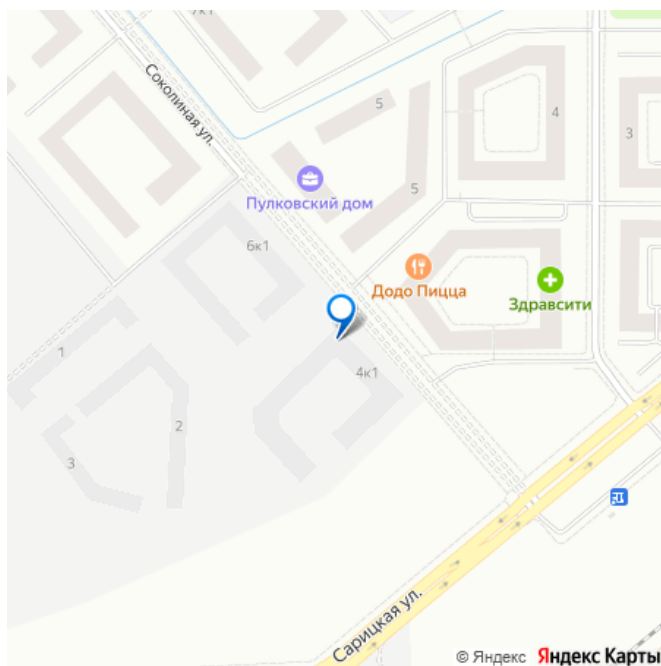 7к1
Соколиная ул.
5
4
3
Пулковский дом
5
6к1
Додо Пицца
Здравсити
1
4к1
2
3
Сарицкая ул.
© Яндекс Яндекс Карты